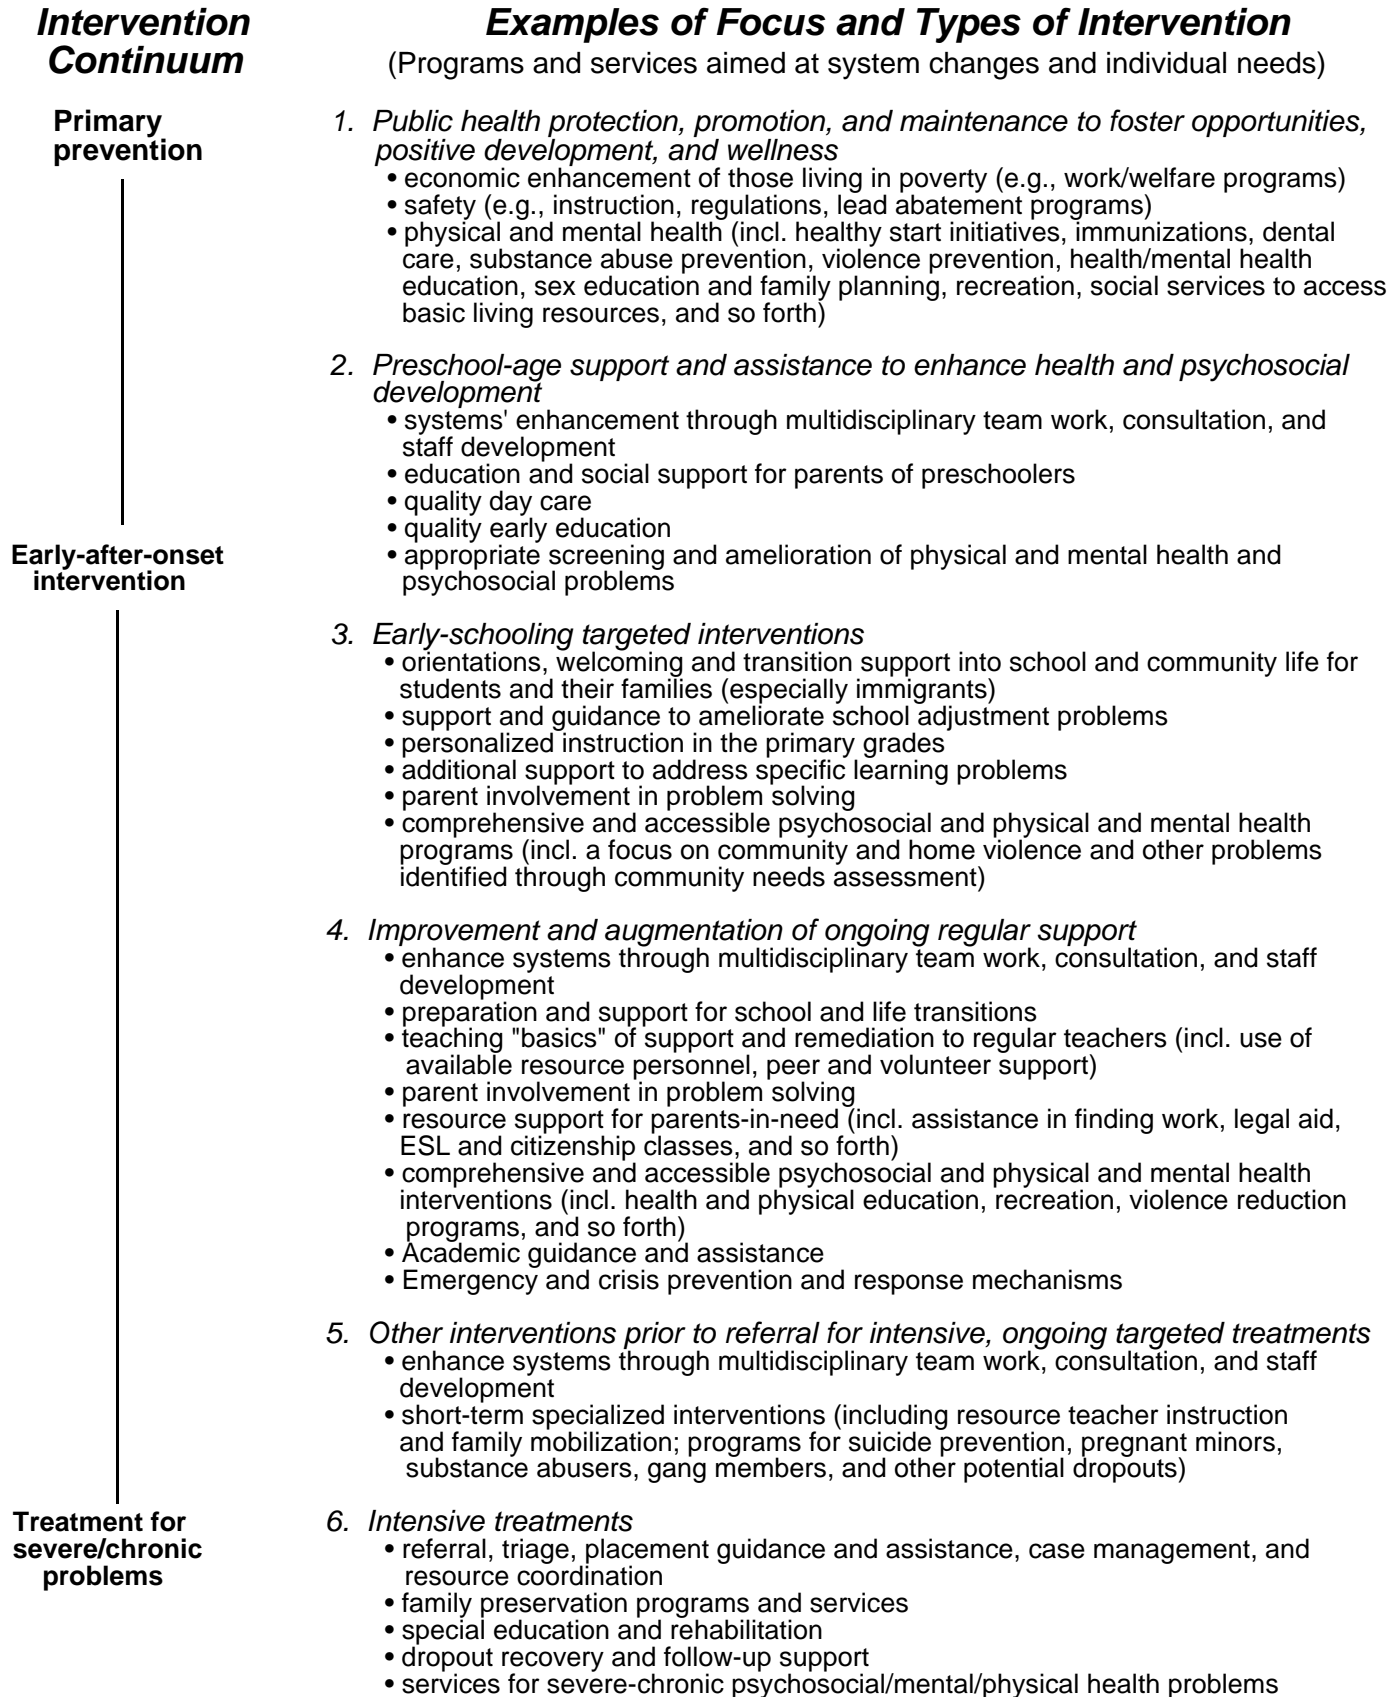 Intervention
Continuum
Examples of Focus and Types of Intervention
(Programs and services aimed at system changes and individual needs)
Primary
prevention
1. Public health protection, promotion, and maintenance to foster opportunities,
positive development, and wellness
• economic enhancement of those living in poverty (e.g., work/welfare programs)
• safety (e.g., instruction, regulations, lead abatement programs)
• physical and mental health (incl. healthy start initiatives, immunizations, dental
care, substance abuse prevention, violence prevention, health/mental health
education, sex education and family planning, recreation, social services to access
basic living resources, and so forth)
2. Preschool-age support and assistance to enhance health and psychosocial
development
• systems' enhancement through multidisciplinary team work, consultation, and
staff development
• education and social support for parents of preschoolers
• quality day care
• quality early education
Early-after-onset
intervention
• appropriate screening and amelioration of physical and mental health and
psychosocial problems
3. Early-schooling targeted interventions
• orientations, welcoming and transition support into school and community life for
students and their families (especially immigrants)
• support and guidance to ameliorate school adjustment problems
• personalized instruction in the primary grades
• additional support to address specific learning problems
• parent involvement in problem solving
• comprehensive and accessible psychosocial and physical and mental health
programs (incl. a focus on community and home violence and other problems
identified through community needs assessment)
4. Improvement and augmentation of ongoing regular support
• enhance systems through multidisciplinary team work, consultation, and staff
development
• preparation and support for school and life transitions
• teaching "basics" of support and remediation to regular teachers (incl. use of
available resource personnel, peer and volunteer support)
• parent involvement in problem solving
• resource support for parents-in-need (incl. assistance in finding work, legal aid,
ESL and citizenship classes, and so forth)
• comprehensive and accessible psychosocial and physical and mental health
interventions (incl. health and physical education, recreation, violence reduction
programs, and so forth)
• Academic guidance and assistance
• Emergency and crisis prevention and response mechanisms
5. Other interventions prior to referral for intensive, ongoing targeted treatments
• enhance systems through multidisciplinary team work, consultation, and staff
development
• short-term specialized interventions (including resource teacher instruction
and family mobilization; programs for suicide prevention, pregnant minors,
substance abusers, gang members, and other potential dropouts)
Treatment for
severe/chronic
problems
6. Intensive treatments
• referral, triage, placement guidance and assistance, case management, and
resource coordination
• family preservation programs and services
• special education and rehabilitation
• dropout recovery and follow-up support
• services for severe-chronic psychosocial/mental/physical health problems